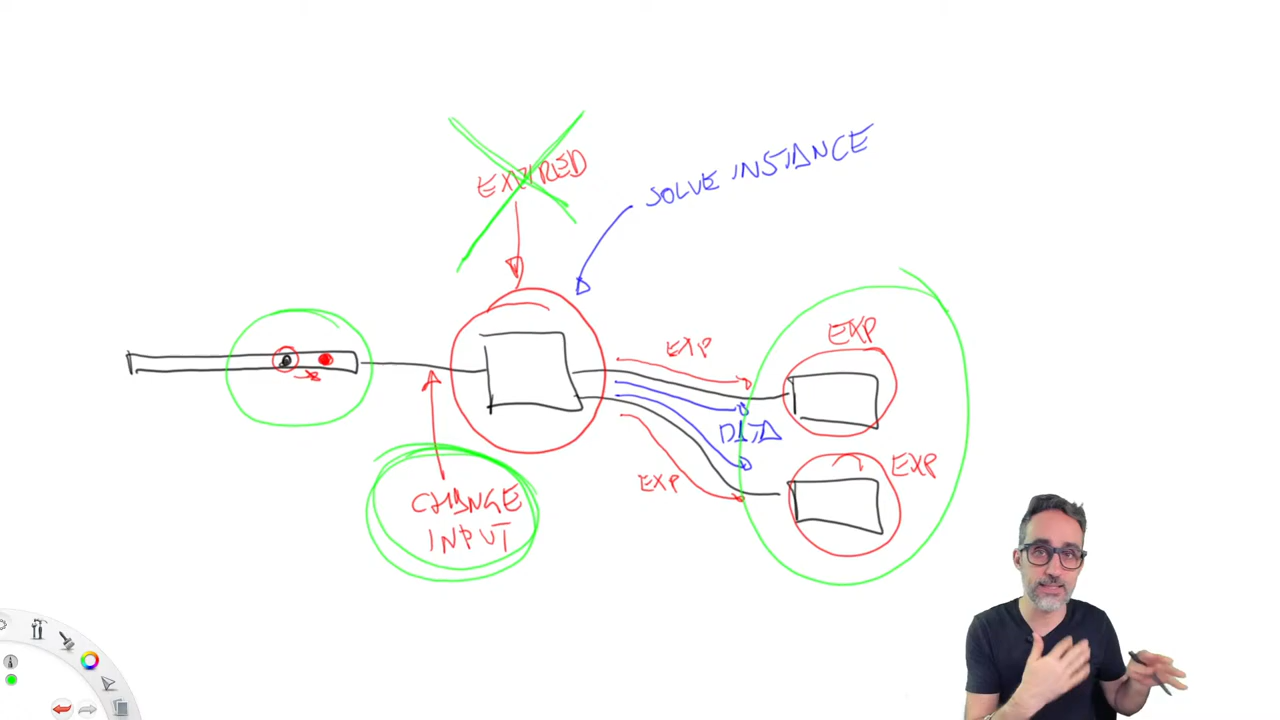 EXPIRED
SOLVE INSTANCE
EXP
EXP
DATA
EXP
EXP
CHANGE
INPUT